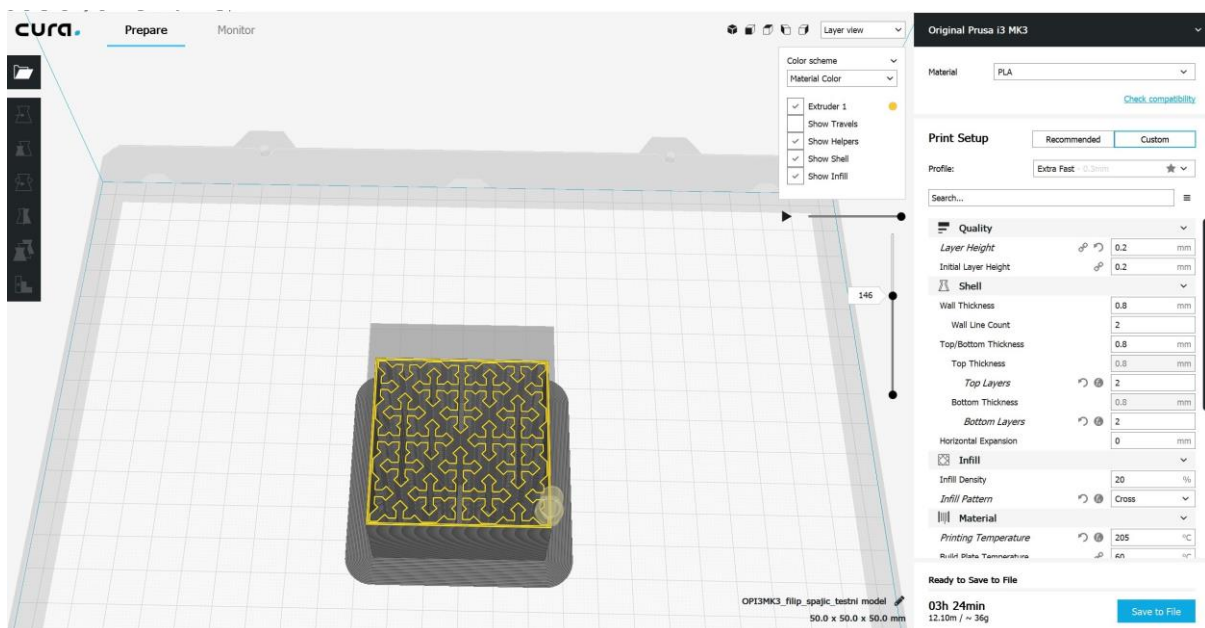 cura.
Prepare
Monitor
Layer view
Color scheme
Material Color
Extruder 1
Show Travels
Show Helpers
Show Shell
Show Infill
146
OPI3MK3_filip_spajic_testni model
50.0 x 50.0 x 50.0 mm
Original Prusa i3 MK3
Material PLA
Check compatibility
Print Setup Recommended Custom
Profile: Extra Fast - 0.3mm
Search...
Quality
Layer Height 0.2 mm
Initial Layer Height 0.2 mm
Shell
Wall Thickness 0.8 mm
Wall Line Count 2
Top/Bottom Thickness 0.8 mm
Top Thickness 0.8 mm
Top Layers 2
Bottom Thickness 0.8 mm
Bottom Layers 2
Horizontal Expansion 0 mm
Infill
Infill Density 20 %
Infill Pattern Cross
Material
Printing Temperature 205 °C
Build Plate Temperature 60 °C
Ready to Save to File
03h 24min
12.10m / ~ 36g
Save to File